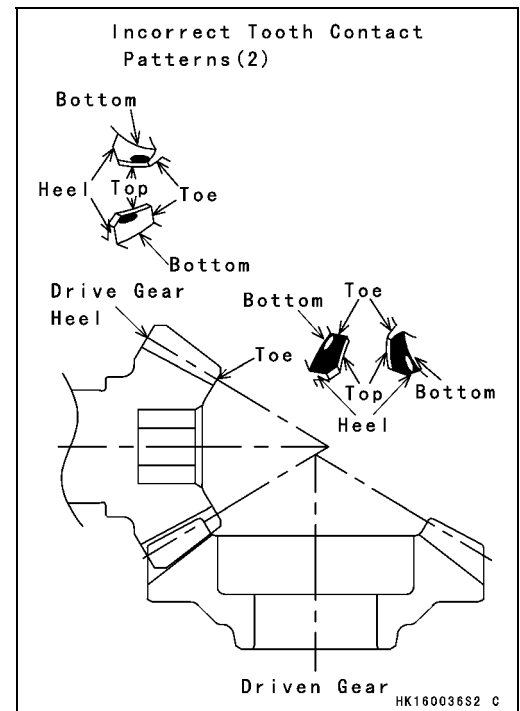 Incorrect Tooth Contact
Patterns(2)
Bottom
Heel
Top
Toe
Bottom
Drive Gear
Heel
Toe
Bottom
Toe
Top
Bottom
Heel
Driven Gear
HK160036S2 C